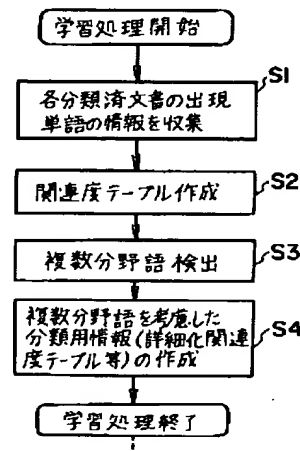 学習処理開始
S1
各分類済文書の出現
単語の情報を収集
関連度テーブル作成
S2
複数分野語検出
S3
複数分野語を考慮した
分類用情報(詳細化関連
度テーブル等)の作成
S4
学習処理終了